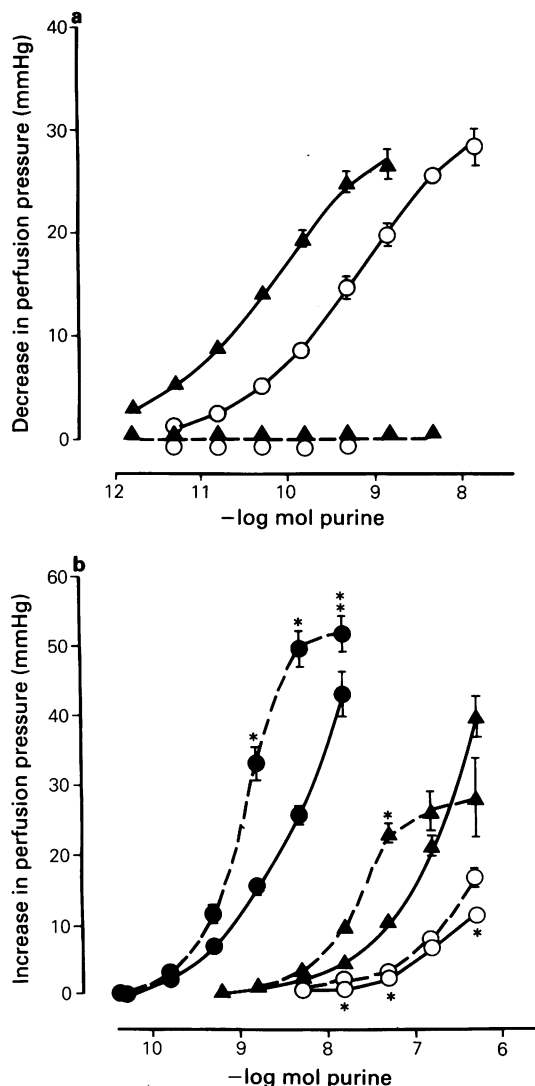 a
40
30
20
10
0
Decrease in perfusion pressure (mmHg)
12 11 10 9 8
−log mol purine
b
60
50
40
30
20
10
0
Increase in perfusion pressure (mmHg)
*
*
*
*
*
*
*
*
10 9 8 7 6
−log mol purine